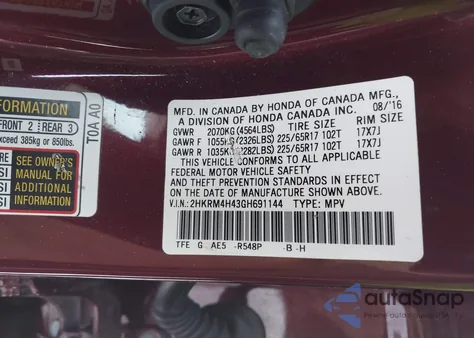 FORMATION
FRONT 2 REAR 3
exceed 385kg or 850lbs.
SEE OWNER'S
MANUAL FOR
ADDITIONAL
INFORMATION
T0A A0
MFD. IN CANADA BY HONDA OF CANADA MFG.,
A DIVISION OF HONDA CANADA INC. 08/16
GVWR 2070KG (4564LBS) TIRE SIZE RIM SIZE
GAWR F 1055KG (2326LBS) 225/65R17 102T 17X7J
GAWR R 1035KG (2282LBS) 225/65R17 102T 17X7J
THIS VEHICLE CONFORMS TO ALL APPLICABLE
FEDERAL MOTOR VEHICLE SAFETY
AND THEFT PREVENTION STANDARDS IN EFFECT
ON THE DATE OF MANUFACTURE SHOWN ABOVE.
V.I.N.: 2HKRM4H43GH691144 TYPE: MPV
TFE G AE5 -R548P -B -H
autoSnap